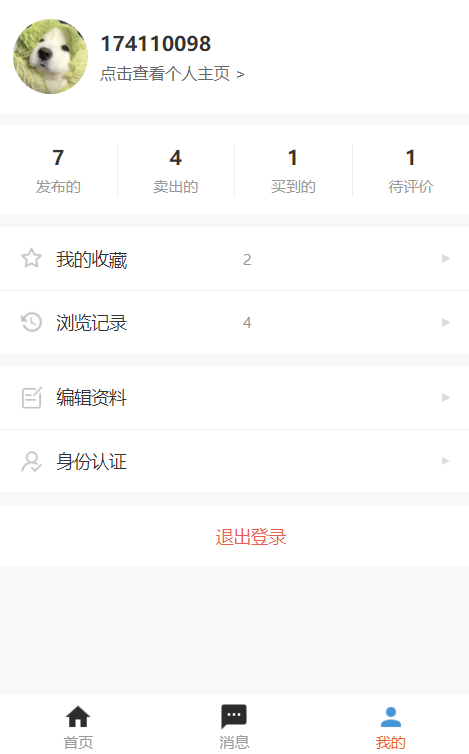 174110098
点击查看个人主页 >
7 4 1 1
发布的 卖出的 买到的 待评价
我的收藏 2
浏览记录 4
编辑资料
身份认证
退出登录
首页 消息 我的